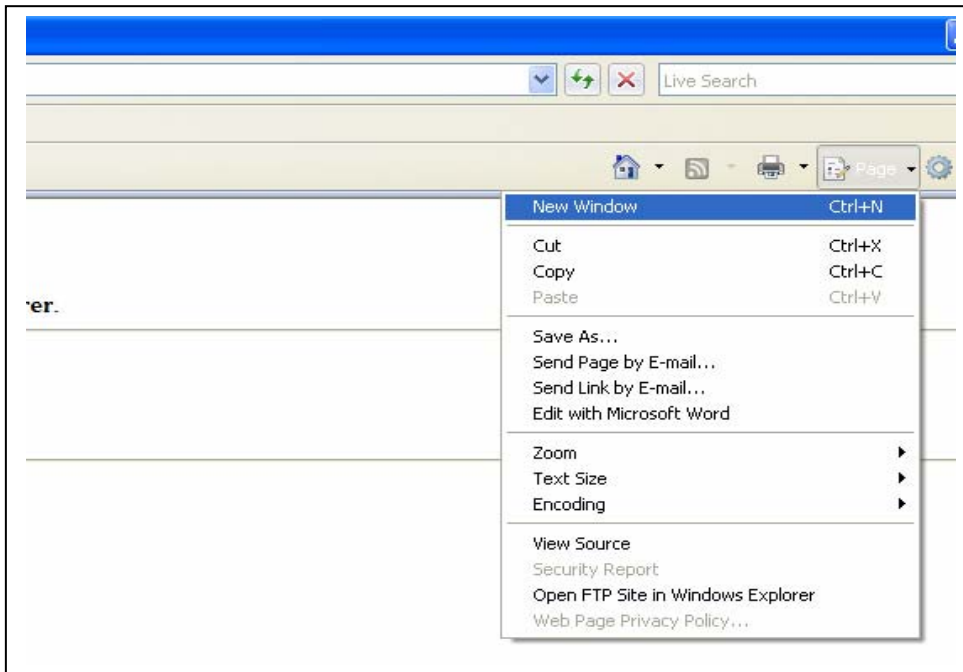 Live Search
Page
New Window Ctrl+N
Cut Ctrl+X
Copy Ctrl+C
rer.
Paste Ctrl+V
Save As...
Send Page by E-mail...
Send Link by E-mail...
Edit with Microsoft Word
Zoom
Text Size
Encoding
View Source
Security Report
Open FTP Site in Windows Explorer
Web Page Privacy Policy...